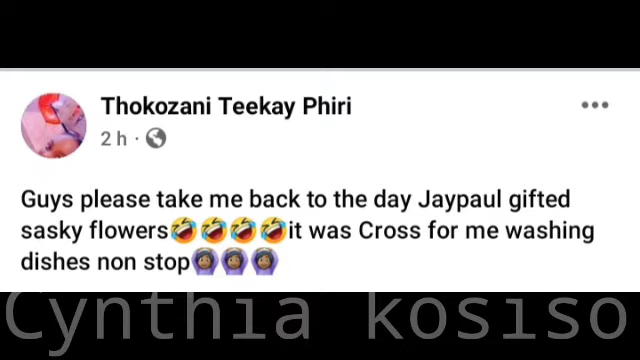 Thokozani Teekay Phiri
2 h ·
Guys please take me back to the day Jaypaul gifted
sasky flowers🤣🤣🤣🤣it was Cross for me washing
dishes non stop🙆🏾‍♀️🙆🏾‍♀️🙆🏾‍♀️
Cynthia kosiso